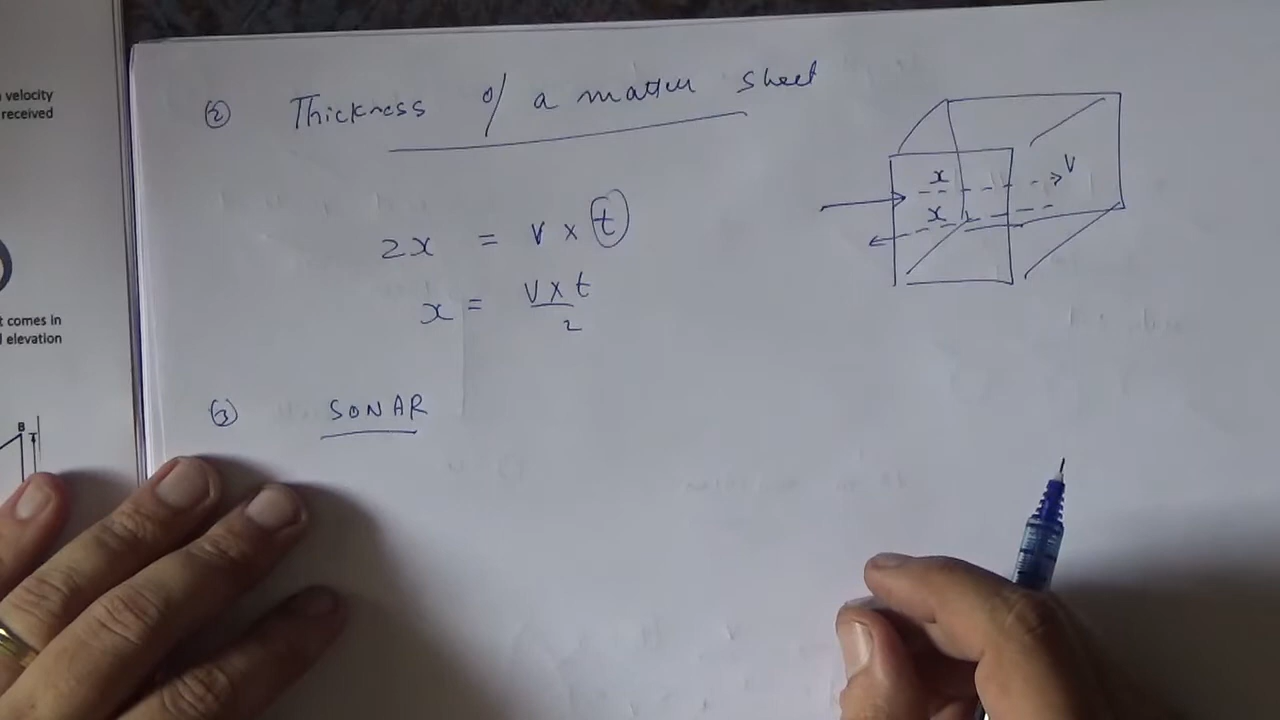 velocity
received
t comes in
elevation
B
② Thickness of a matter sheet
x
V
x
2x = v × t
x = v × t
2
③ SONAR